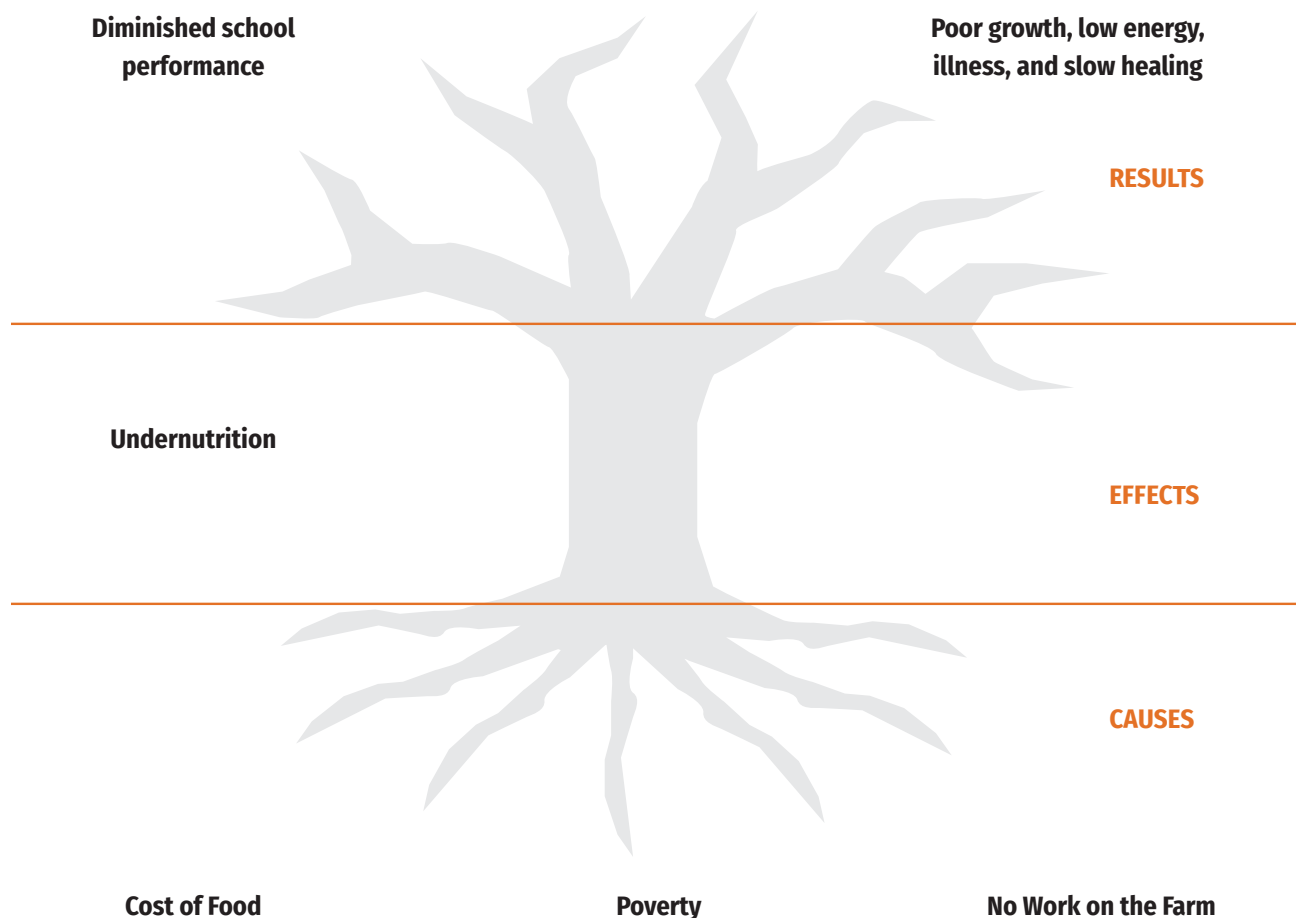 Diminished school
performance
Poor growth, low energy,
illness, and slow healing
RESULTS
Undernutrition
EFFECTS
CAUSES
Cost of Food
Poverty
No Work on the Farm